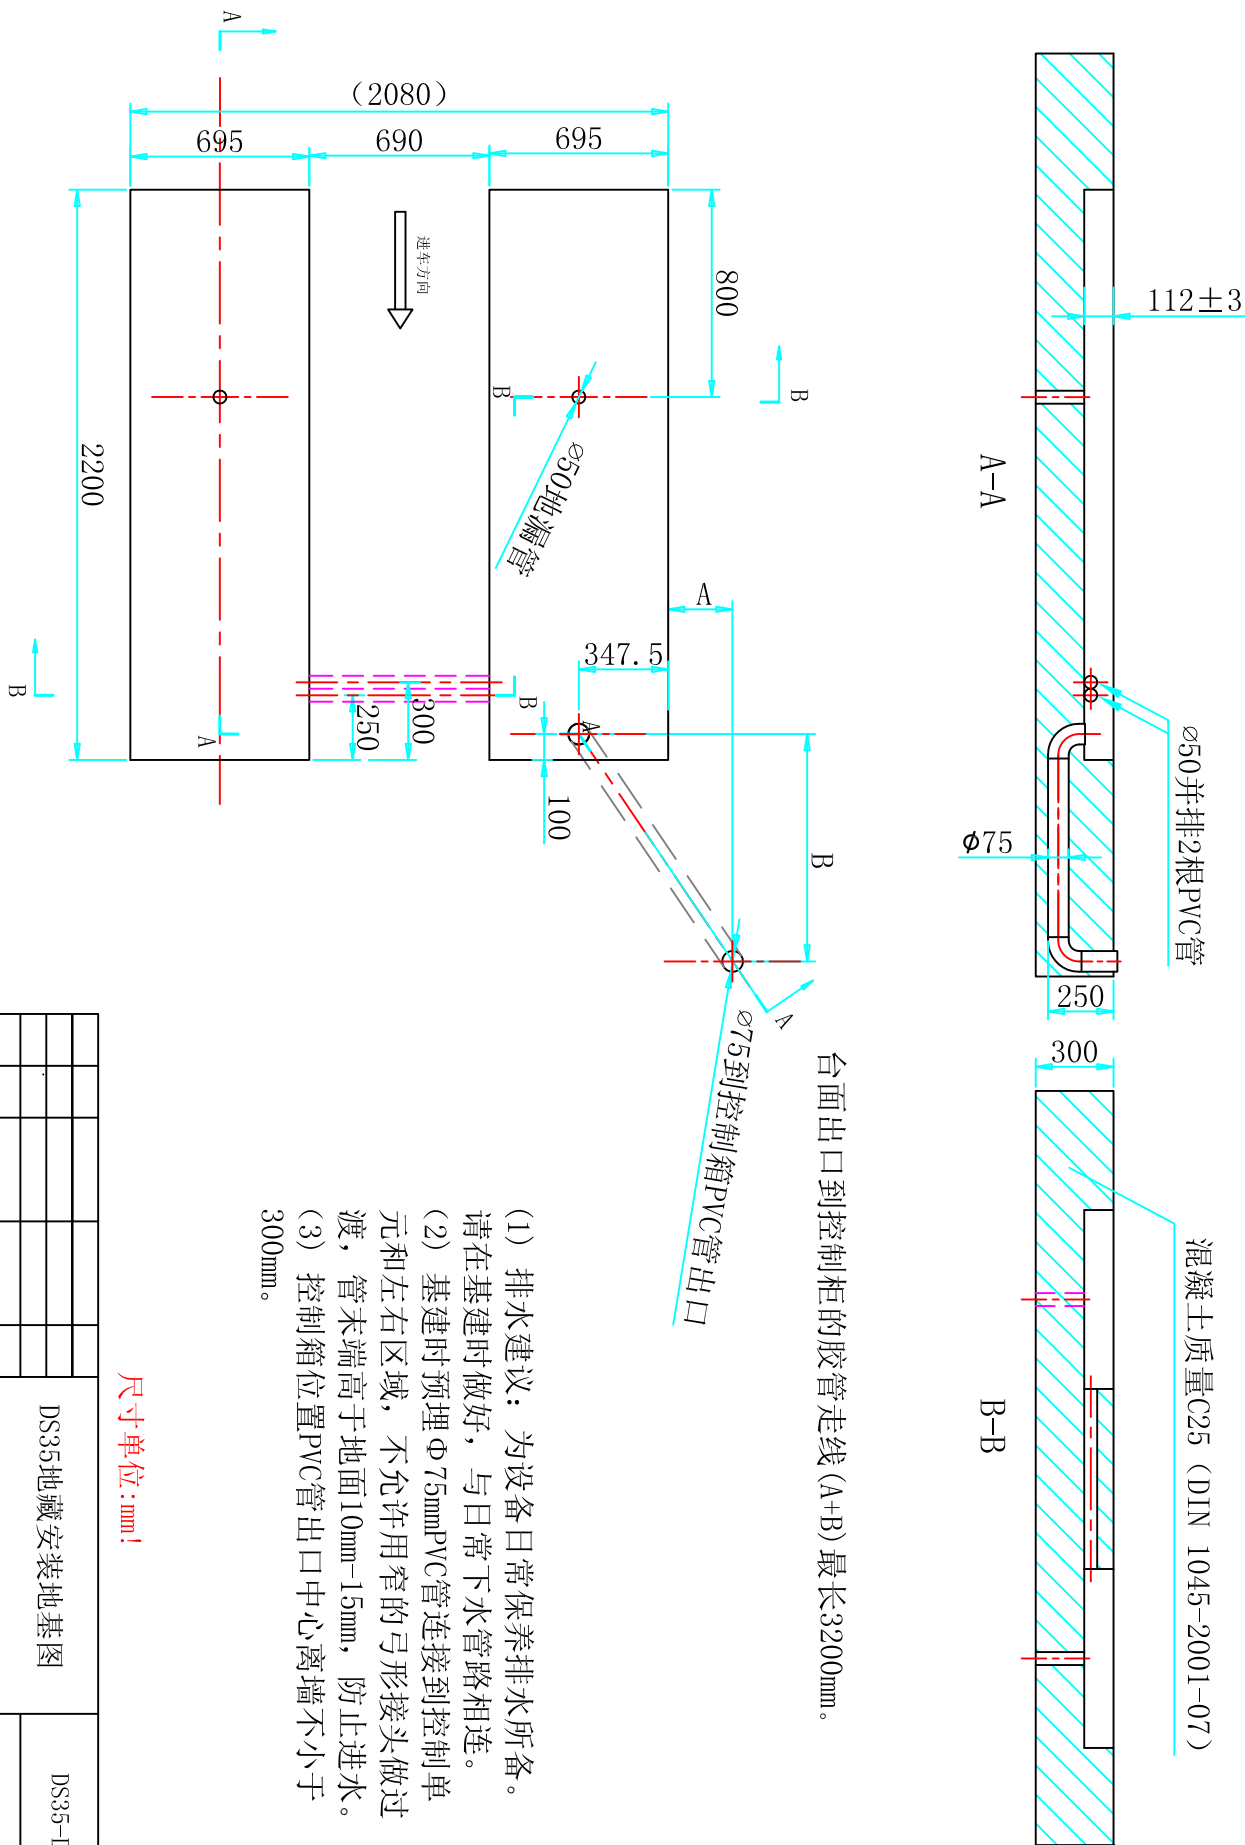 A
A
(2080)
695
690
695
进车方向
800
2200
B
B
B
B
⌀50地漏管
A
347.5
300
250
100
A
A
B
A
⌀75到控制箱PVC管出口
112±3
A-A
⌀50并排2根PVC管
ϕ75
250
300
混凝土质量C25（DIN 1045-2001-07）
B-B
台面出口到控制柜的胶管走线(A+B)最长3200mm。
(1) 排水建议：为设备日常保养排水所备。
请在基建时做好，与日常下水管路相连。
(2) 基建时预埋Φ75mmPVC管连接到控制单
元和左右区域，不允许用窄的弓形接头做过
渡，管末端高于地面10mm-15mm，防止进水。
(3) 控制箱位置PVC管出口中心离墙不小于
300mm。
尺寸单位:mm!
DS35地藏安装地基图